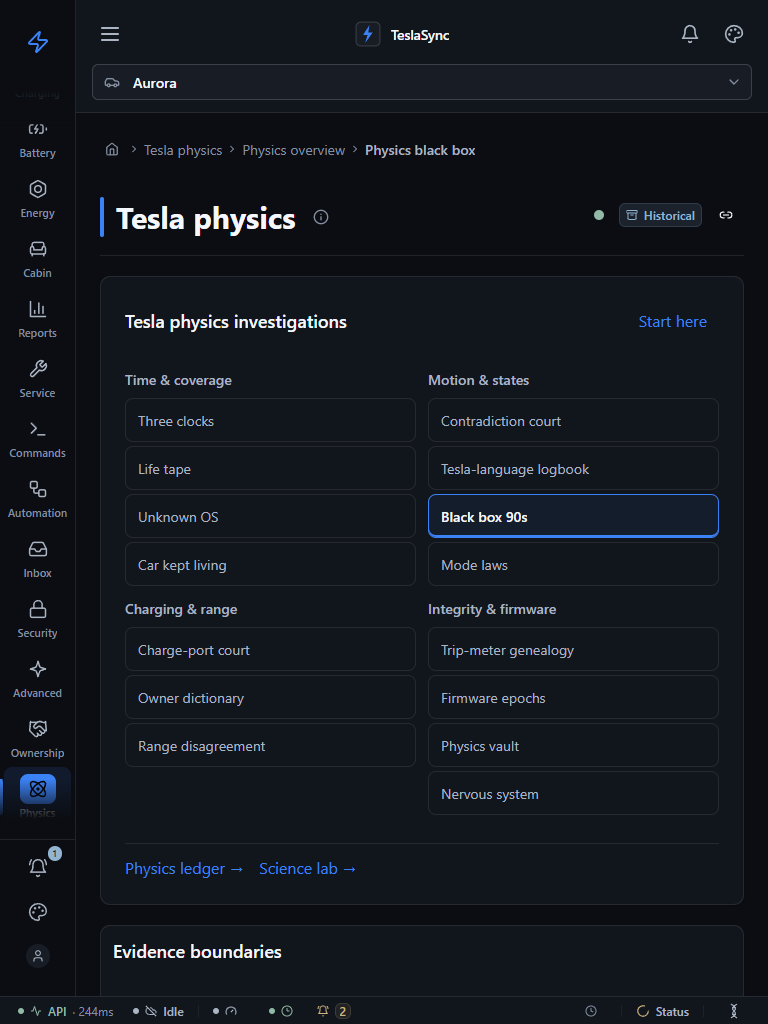 TeslaSync
Aurora
Charging
Battery
Energy
Cabin
Reports
Service
Commands
Automation
Inbox
Security
Advanced
Ownership
Physics
1
Tesla physics > Physics overview > Physics black box
Tesla physics
Historical
Tesla physics investigations
Start here
Time & coverage
Three clocks
Life tape
Unknown OS
Car kept living
Motion & states
Contradiction court
Tesla-language logbook
Black box 90s
Mode laws
Charging & range
Charge-port court
Owner dictionary
Range disagreement
Integrity & firmware
Trip-meter genealogy
Firmware epochs
Physics vault
Nervous system
Physics ledger → Science lab →
Evidence boundaries
API · 244ms Idle 2 Status